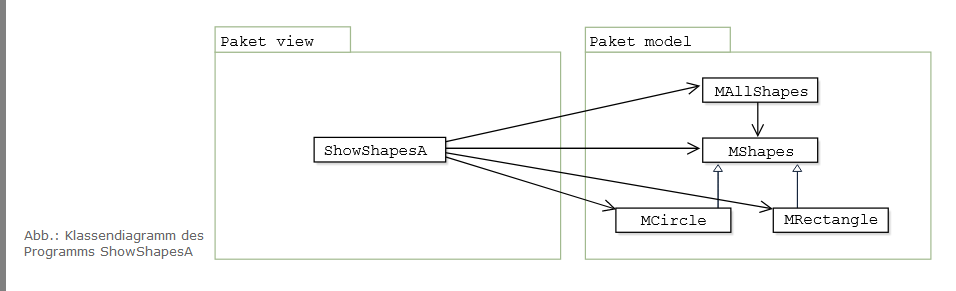 Paket view
Paket model
MAllShapes
ShowShapesA
MShapes
MCircle
MRectangle
Abb.: Klassendiagramm des
Programms ShowShapesA